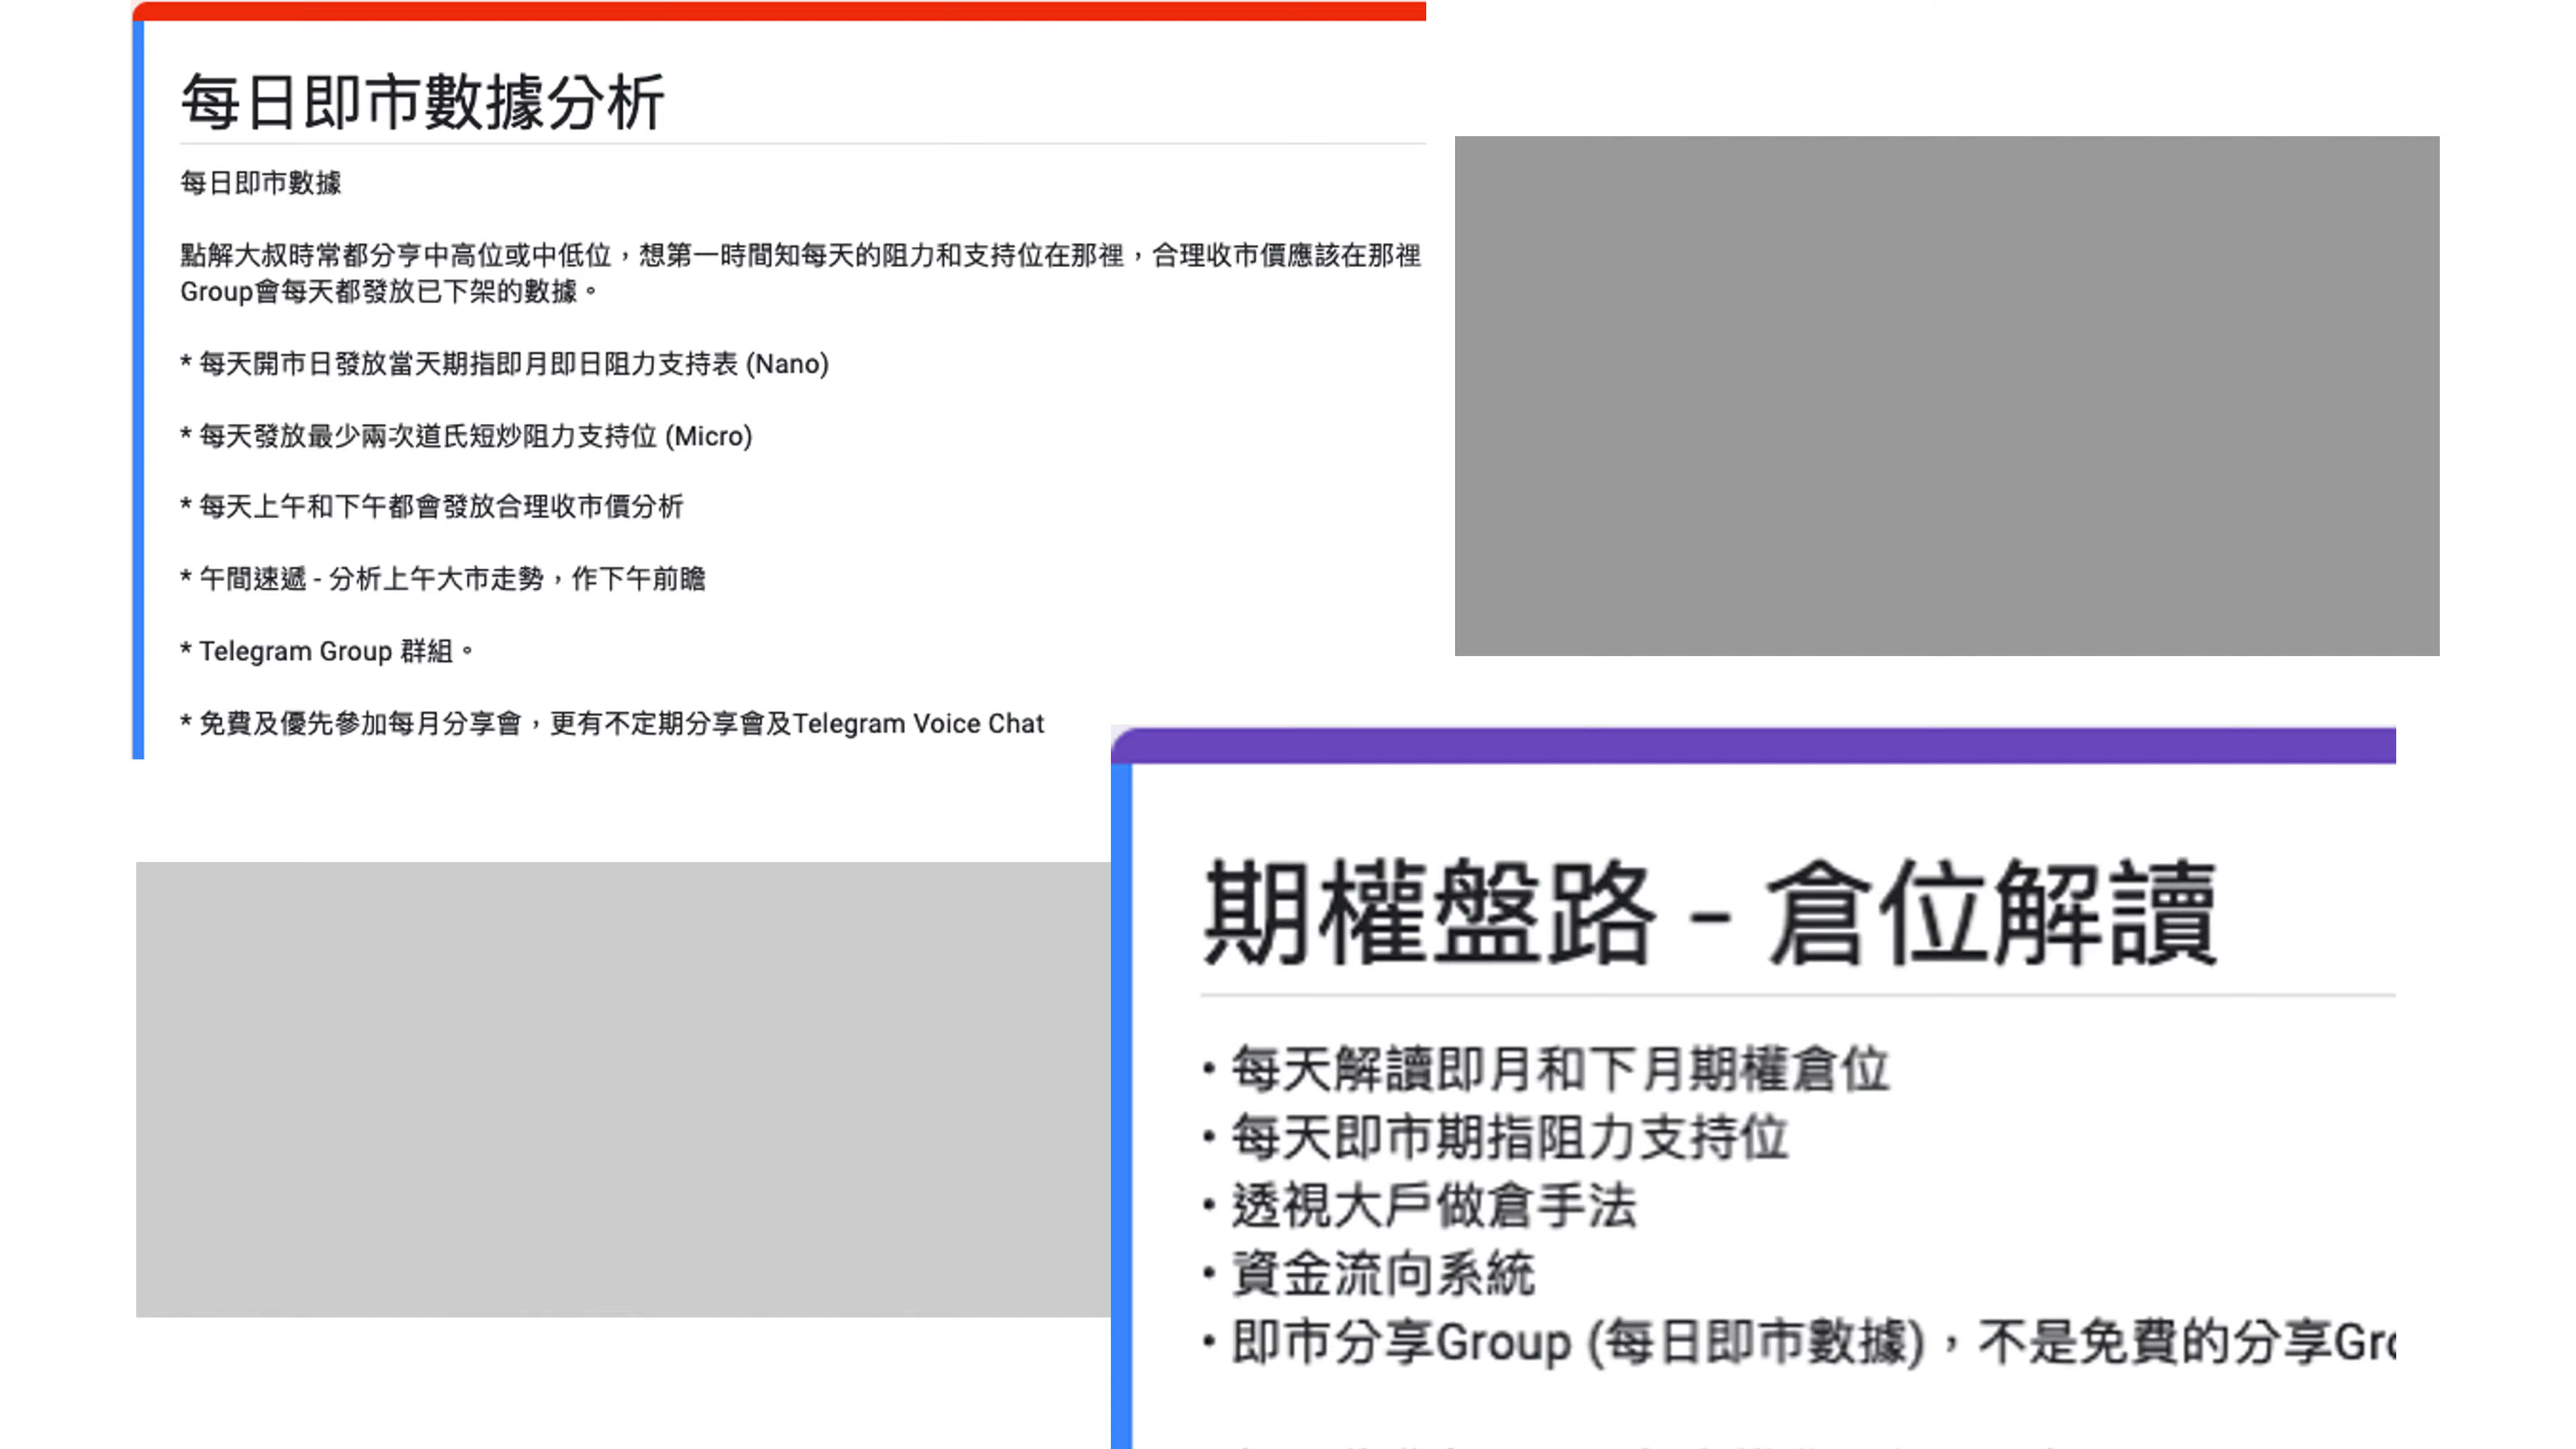 每日即市數據分析
每日即市數據
點解大叔時常都分亨中高位或中低位，想第一時間知每天的阻力和支持位在那裡，合理收市價應該在那裡
Group會每天都發放已下架的數據。
* 每天開市日發放當天期指即月即日阻力支持表 (Nano)
* 每天發放最少兩次道氏短炒阻力支持位 (Micro)
* 每天上午和下午都會發放合理收市價分析
* 午間速遞 - 分析上午大市走勢，作下午前瞻
* Telegram Group 群組。
* 免費及優先參加每月分享會，更有不定期分享會及Telegram Voice Chat
期權盤路 - 倉位解讀
• 每天解讀即月和下月期權倉位
• 每天即市期指阻力支持位
• 透視大戶做倉手法
• 資金流向系統
• 即市分享Group (每日即市數據)，不是免費的分享Gro